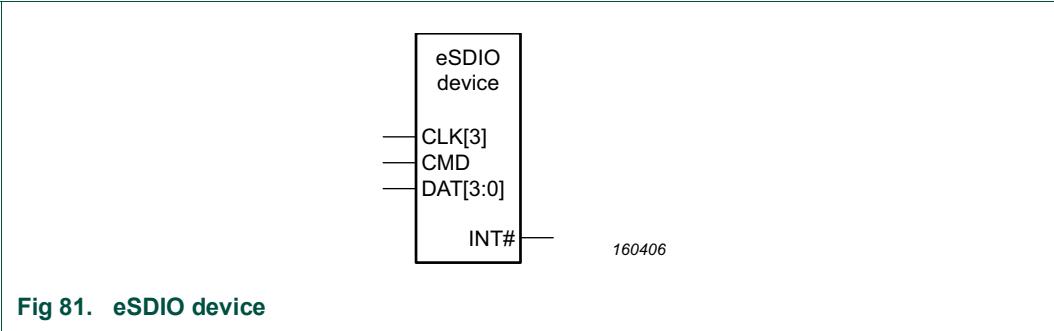 eSDIO
device
CLK[3]
CMD
DAT[3:0]
INT#
160406
Fig 81. eSDIO device